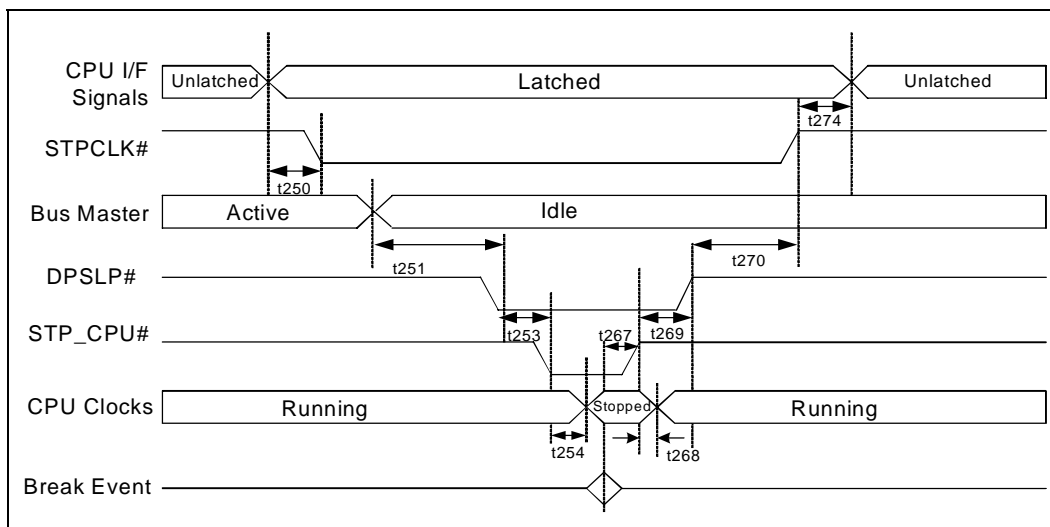 CPU I/F
Signals
Unlatched
Latched
Unlatched
t274
STPCLK#
t250
Bus Master
Active
Idle
t251
t270
DPSLP#
t253
t267
t269
STP_CPU#
CPU Clocks
Running
Stopped
Running
t254
t268
Break Event